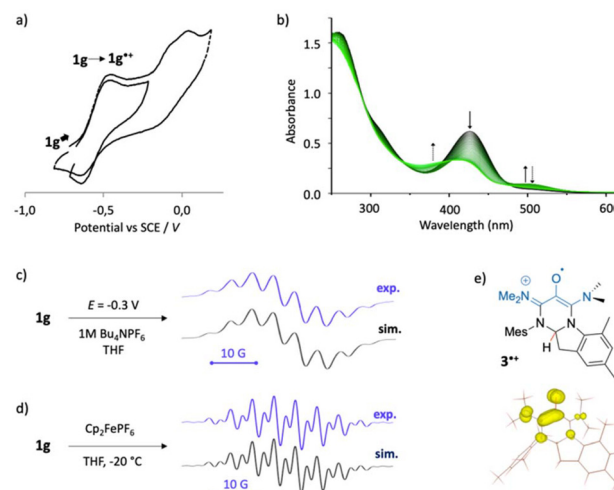 a)
1g → 1g•+
1g
-1,0 -0,5 0,0
Potential vs SCE / V
b)
1.5
1.0
0.5
0.0
Absorbance
300 400 500 600
Wavelength (nm)
c)
1g
E = -0.3 V
1M Bu4NPF6
THF
exp.
sim.
10 G
d)
1g
Cp2FePF6
THF, -20 °C
exp.
sim.
10 G
e)
⊕ O•
Me2N N
N N
Mes
H
3•+